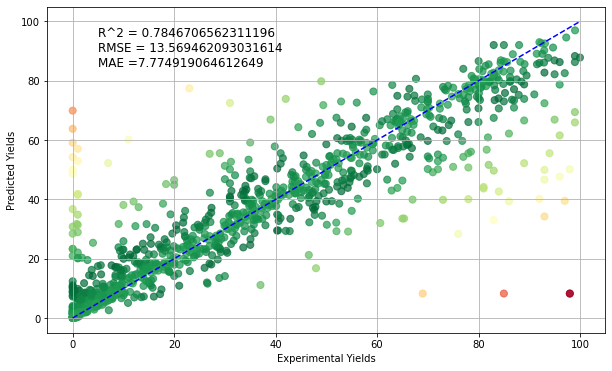 R^2 = 0.7846706562311196
RMSE = 13.569462093031614
MAE =7.774919064612649
100
80
60
40
20
0
Predicted Yields
0 20 40 60 80 100
Experimental Yields